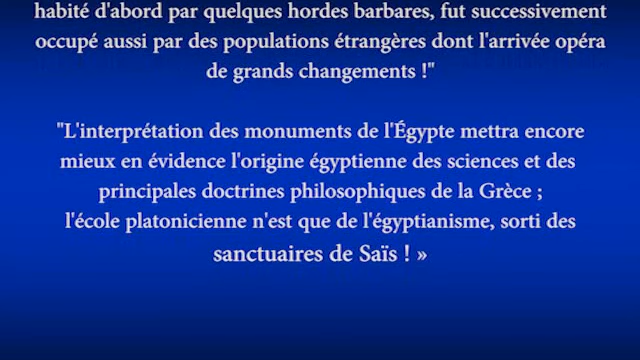 habité d'abord par quelques hordes barbares, fut successivement
occupé aussi par des populations étrangères dont l'arrivée opéra
de grands changements !"
"L'interprétation des monuments de l'Égypte mettra encore
mieux en évidence l'origine égyptienne des sciences et des
principales doctrines philosophiques de la Grèce ;
l'école platonicienne n'est que de l'égyptianisme, sorti des
sanctuaires de Saïs ! »